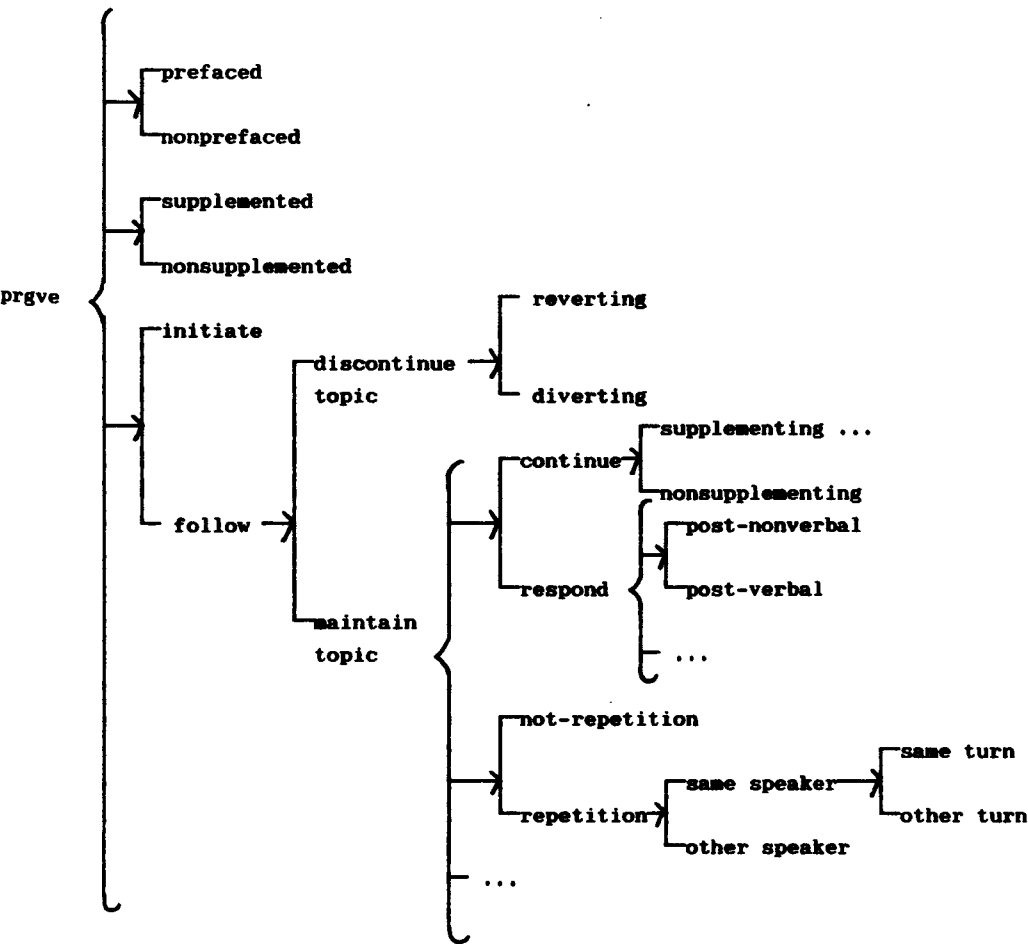 prefaced
nonprefaced
supplemented
nonsupplemented
prgve
reverting
initiate
discontinue
topic
diverting
supplementing ...
continue
nonsupplementing
follow
post-nonverbal
respond
post-verbal
maintain
topic
...
not-repetition
same turn
same speaker
repetition
other turn
other speaker
...